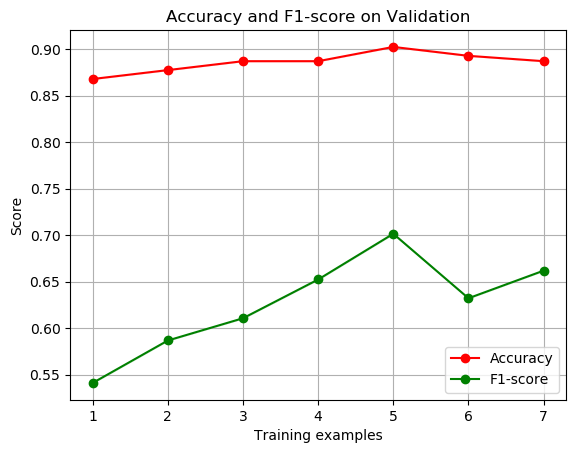 Accuracy and F1-score on Validation
0.90
0.85
0.80
0.75
0.70
0.65
0.60
0.55
Score
Accuracy
F1-score
1 2 3 4 5 6 7
Training examples